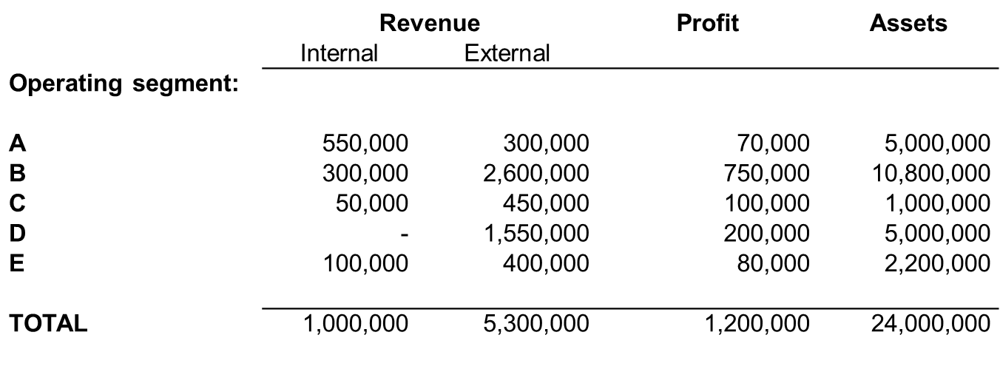 Revenue Profit Assets
Internal External
Operating segment:
A 550,000 300,000 70,000 5,000,000
B 300,000 2,600,000 750,000 10,800,000
C 50,000 450,000 100,000 1,000,000
D - 1,550,000 200,000 5,000,000
E 100,000 400,000 80,000 2,200,000
TOTAL 1,000,000 5,300,000 1,200,000 24,000,000